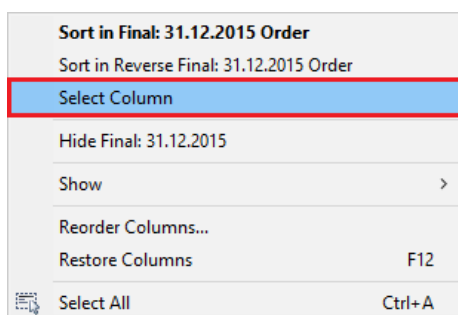 Sort in Final: 31.12.2015 Order
Sort in Reverse Final: 31.12.2015 Order
Select Column
Hide Final: 31.12.2015
Show
Reorder Columns...
Restore Columns F12
Select All Ctrl+A